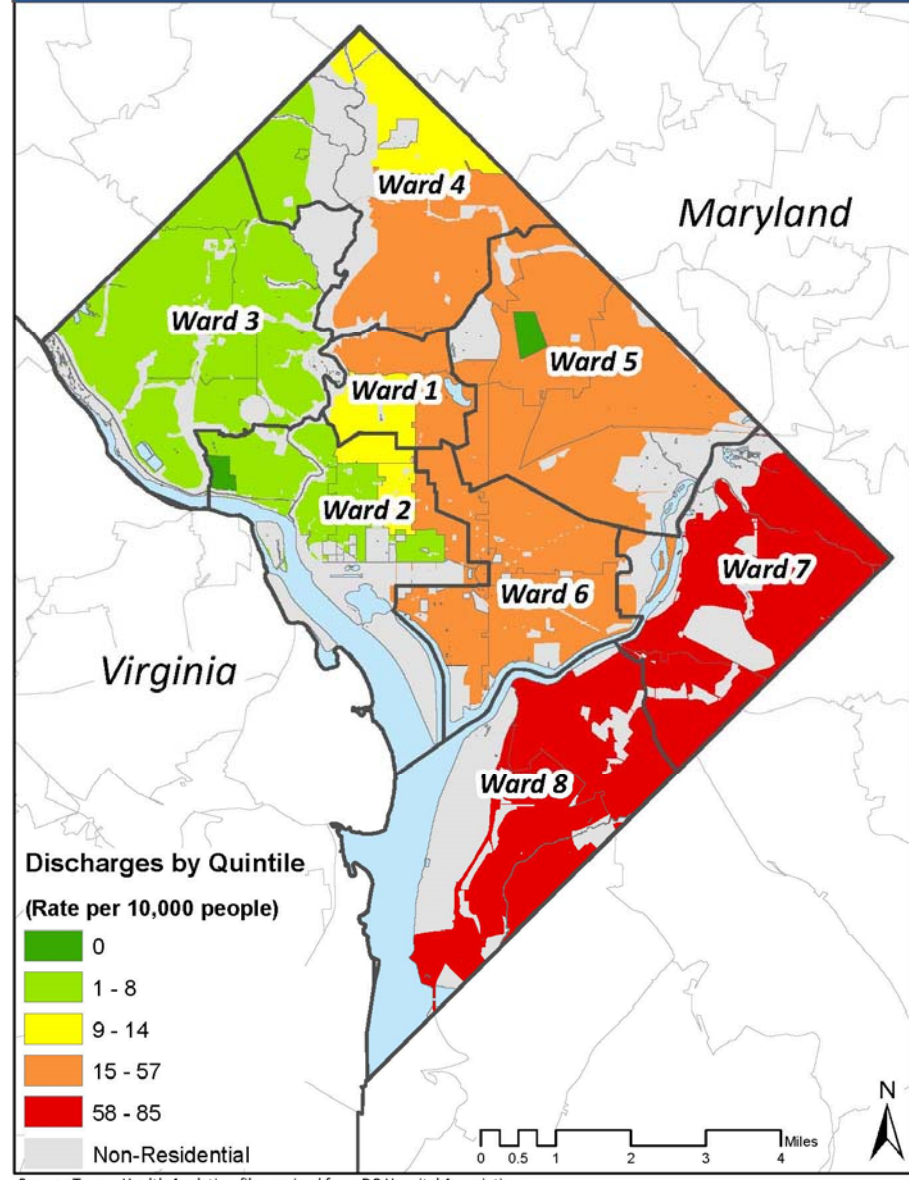 Ward 4
Maryland
Ward 3
Ward 5
Ward 1
Ward 2
Ward 7
Ward 6
Virginia
Ward 8
Discharges by Quintile
(Rate per 10,000 people)
0
1 - 8
9 - 14
15 - 57
58 - 85
Non-Residential
N
Miles
0 0.5 1 2 3 4